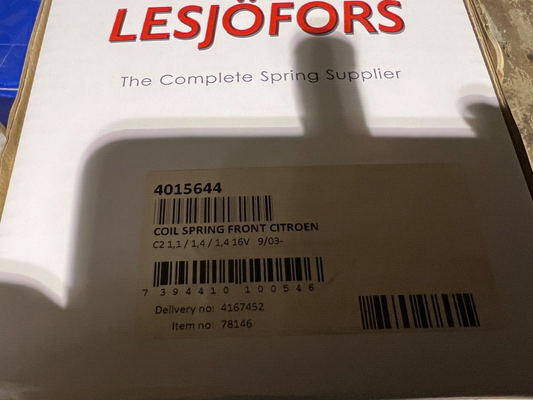 LESJÖFORS
The Complete Spring Supplier
4015644
COIL SPRING FRONT CITROEN
C2 1,1 / 1,4 / 1,4 16V 9/03-
7 394410 100546
Delivery no: 4167452
Item no: 78146